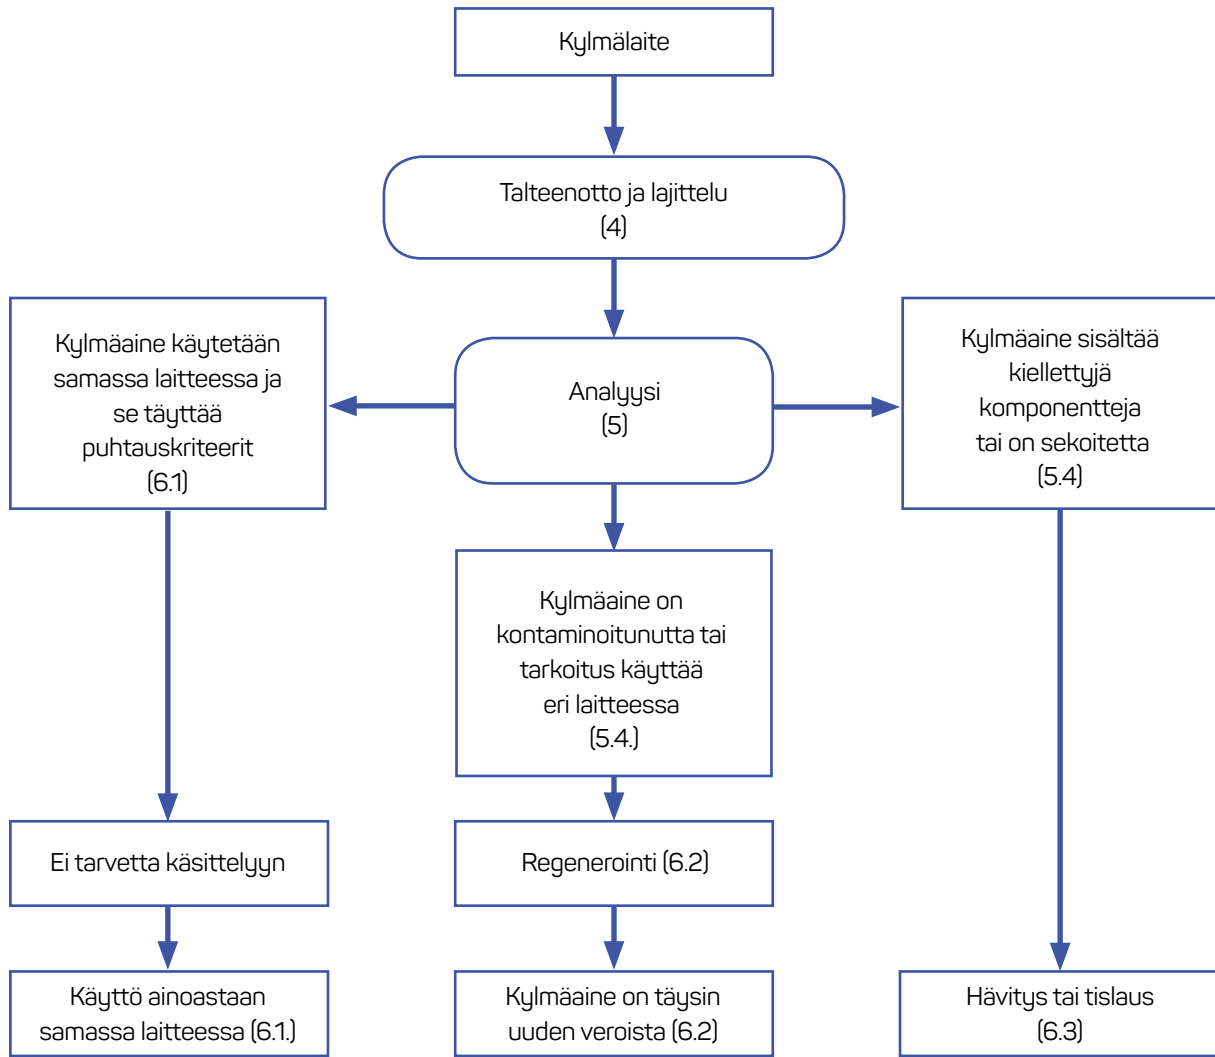 Kylmälaite
Talteenotto ja lajittelu
(4)
Kylmäaine käytetään
samassa laitteessa ja
se täyttää
puhtauskriteerit
(6.1)
Analyysi
(5)
Kylmäaine sisältää
kiellettyjä
komponentteja
tai on sekoitetta
(5.4)
Kylmäaine on
kontaminoitunutta tai
tarkoitus käyttää
eri laitteessa
(5.4.)
Ei tarvetta käsittelyyn
Regenerointi (6.2)
Käyttö ainoastaan
samassa laitteessa (6.1.)
Kylmäaine on täysin
uuden veroista (6.2)
Hävitys tai tislaus
(6.3)